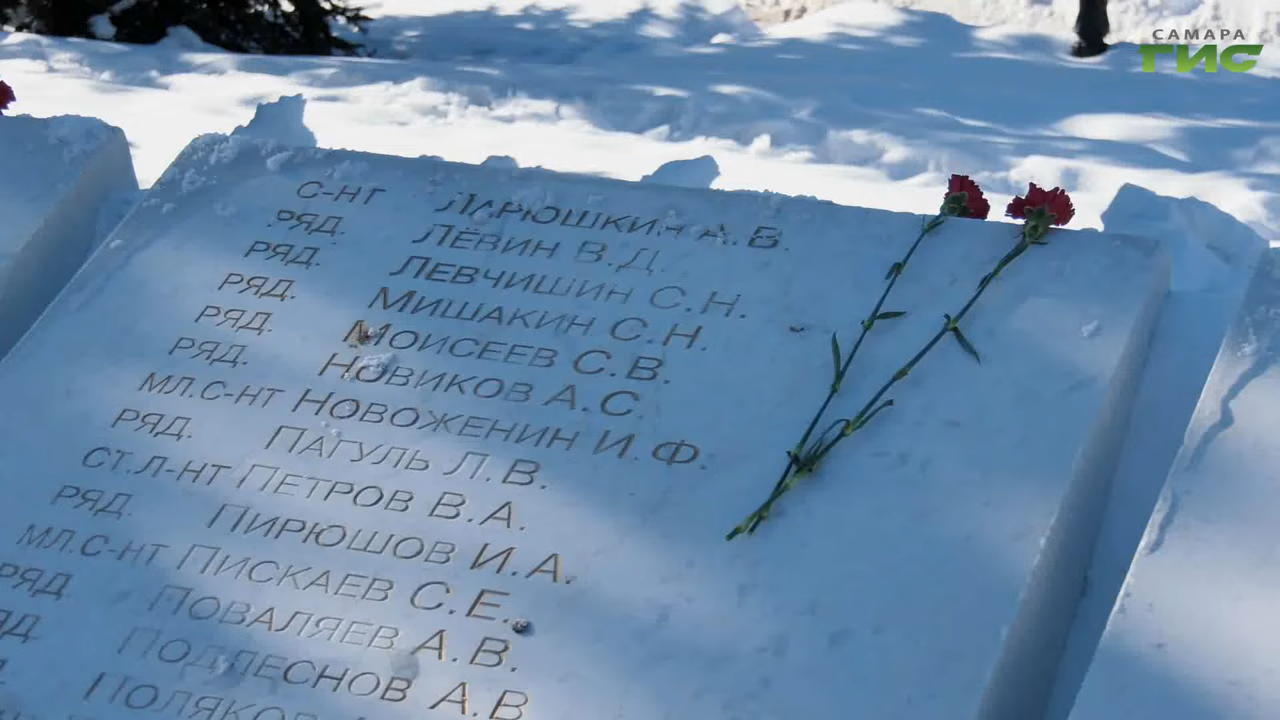 САМАРА
ГИС
С-НТ ЛАРЮШКИН А.В.
РЯД. ЛЁВИН В.Д.
РЯД. ЛЕВЧИШИН С.Н.
РЯД. МИШАКИН С.Н.
РЯД. МОИСЕЕВ С.В.
РЯД. НОВИКОВ А.С.
МЛ.С-НТ НОВОЖЕНИН И.Ф.
РЯД. ПАГУЛЬ Л.В.
СТ.Л-НТ ПЕТРОВ В.А.
РЯД. ПИРЮШОВ И.А.
МЛ.С-НТ ПИСКАЕВ С.Е.
РЯД. ПОВАЛЯЕВ А.В.
РЯД. ПОДЛЕСНОВ А.В